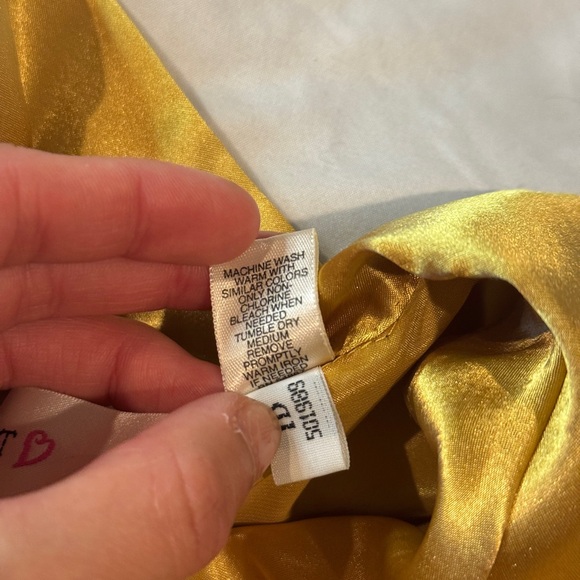 MACHINE WASH
WARM WITH
SIMILAR COLORS
ONLY NON-
CHLORINE
BLEACH WHEN
NEEDED
TUMBLE DRY
MEDIUM
REMOVE
PROMPTLY
WARM IRON
IF NEEDED